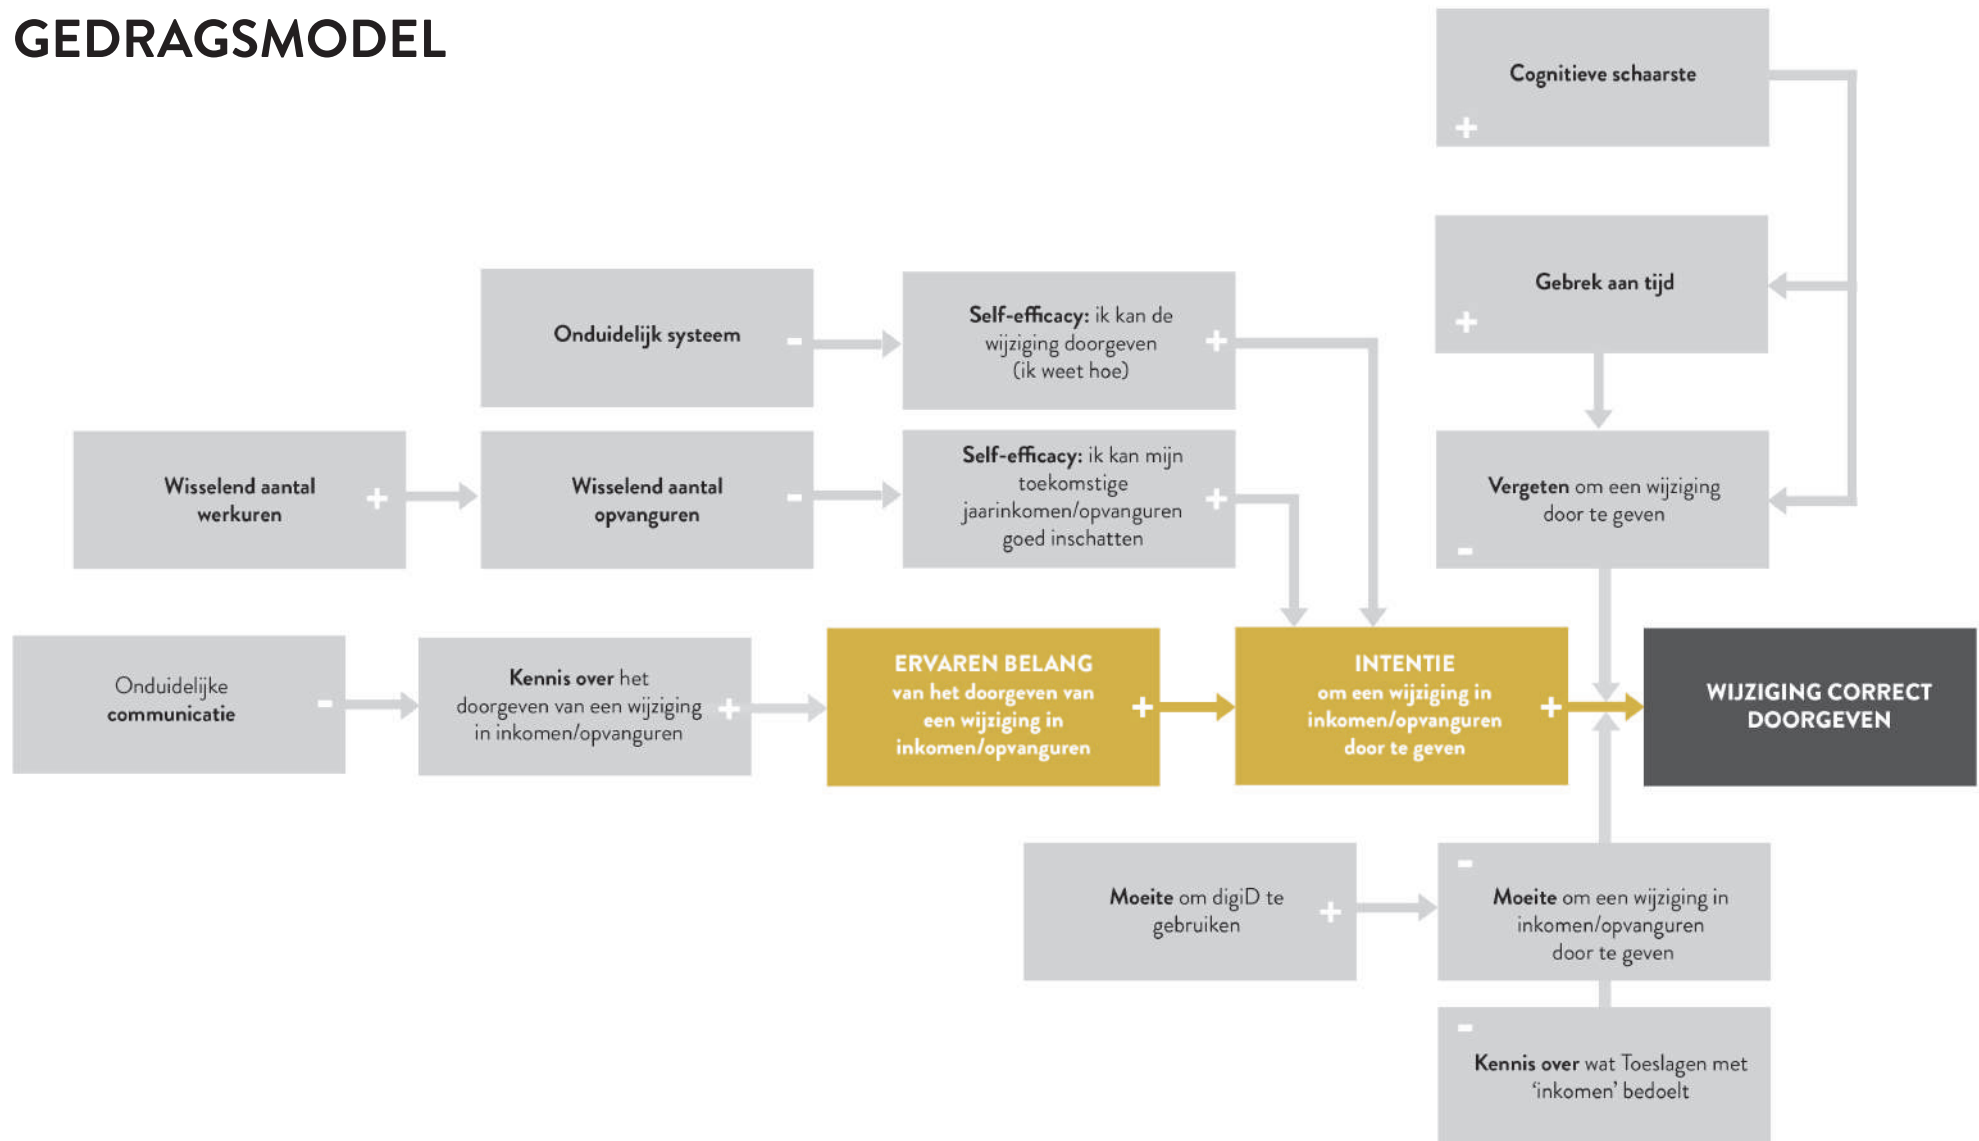 GEDRAGSMODEL
Cognitieve schaarste
+
Gebrek aan tijd
+
Onduidelijk systeem
-
Self-efficacy: ik kan de
wijziging doorgeven
(ik weet hoe)
+
Wisselend aantal
werkuren
+
Wisselend aantal
opvanguren
-
Self-efficacy: ik kan mijn
toekomstige
jaarinkomen/opvanguren
goed inschatten
+
Vergeten om een wijziging
door te geven
-
Onduidelijke
communicatie
-
Kennis over het
doorgeven van een wijziging
in inkomen/opvanguren
+
ERVAREN BELANG
van het doorgeven van
een wijziging in
inkomen/opvanguren
+
INTENTIE
om een wijziging in
inkomen/opvanguren
door te geven
+
WIJZIGING CORRECT
DOORGEVEN
Moeite om digiD te
gebruiken
+
-
Moeite om een wijziging in
inkomen/opvanguren
door te geven
-
Kennis over wat Toeslagen met
‘inkomen’ bedoelt